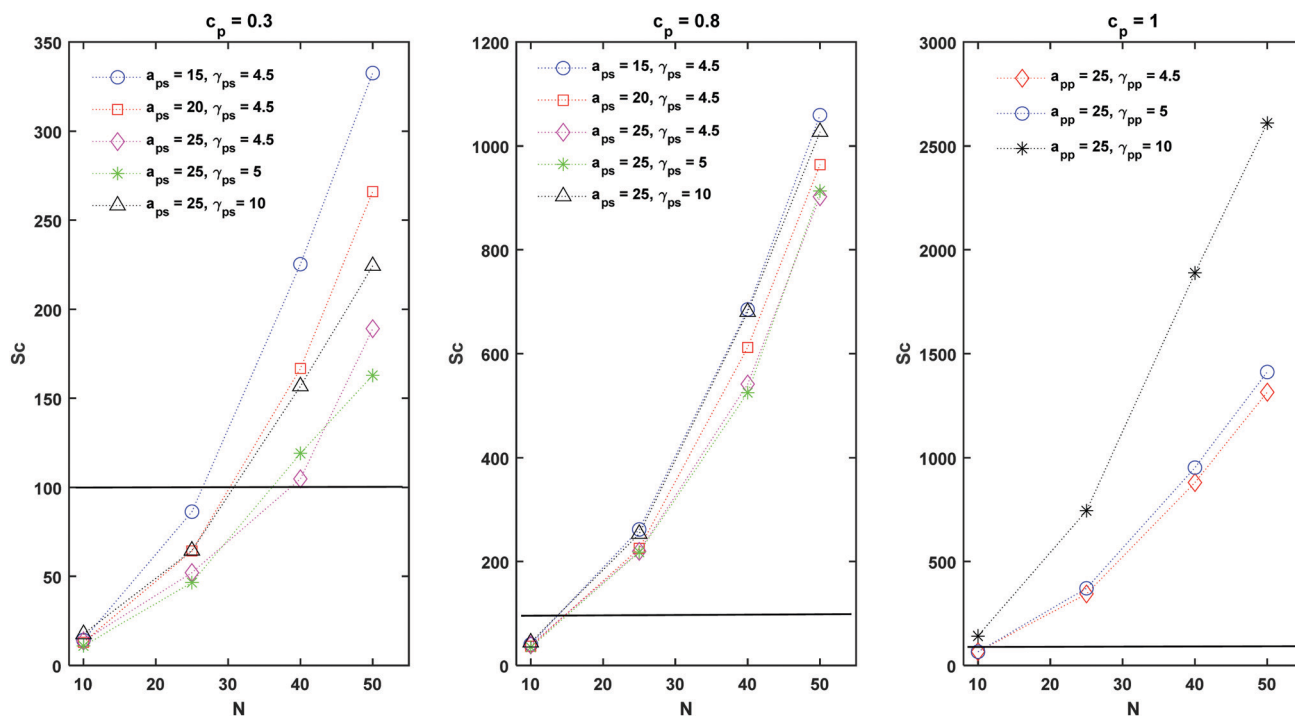 c_p = 0.3
350
300
250
200
150
100
50
0
Sc
a_ps = 15, γ_ps = 4.5
a_ps = 20, γ_ps = 4.5
a_ps = 25, γ_ps = 4.5
a_ps = 25, γ_ps = 5
a_ps = 25, γ_ps = 10
10 20 30 40 50
N
c_p = 0.8
1200
1000
800
600
400
200
0
Sc
a_ps = 15, γ_ps = 4.5
a_ps = 20, γ_ps = 4.5
a_ps = 25, γ_ps = 4.5
a_ps = 25, γ_ps = 5
a_ps = 25, γ_ps = 10
10 20 30 40 50
N
c_p = 1
3000
2500
2000
1500
1000
500
0
Sc
a_pp = 25, γ_pp = 4.5
a_pp = 25, γ_pp = 5
a_pp = 25, γ_pp = 10
10 20 30 40 50
N